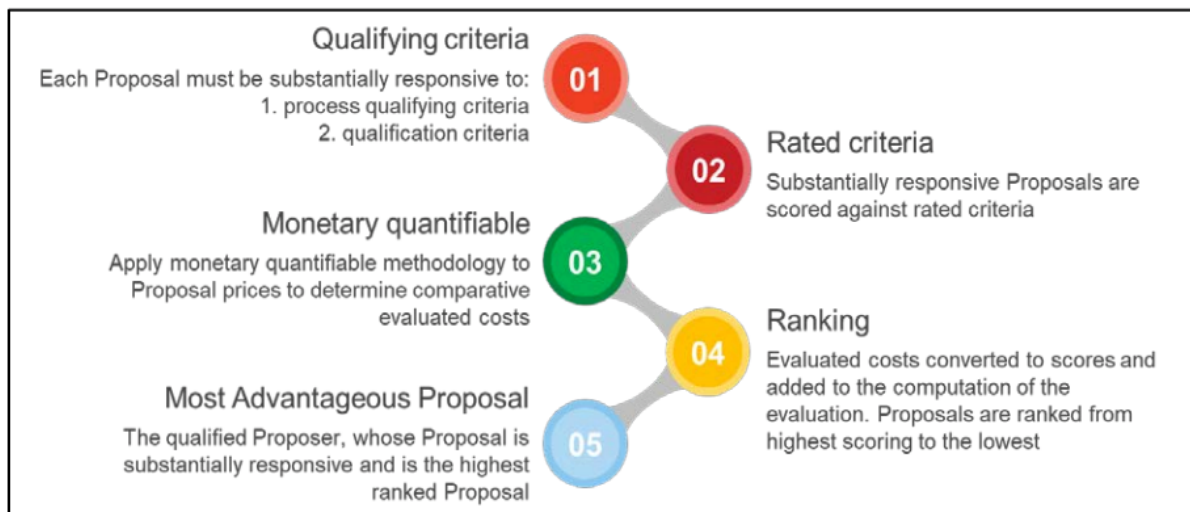 Qualifying criteria
Each Proposal must be substantially responsive to:
1. process qualifying criteria
2. qualification criteria
01
02
Rated criteria
Substantially responsive Proposals are
scored against rated criteria
Monetary quantifiable
Apply monetary quantifiable methodology to
Proposal prices to determine comparative
evaluated costs
03
04
Ranking
Evaluated costs converted to scores and
added to the computation of the
evaluation. Proposals are ranked from
highest scoring to the lowest
Most Advantageous Proposal
The qualified Proposer, whose Proposal is
substantially responsive and is the highest
ranked Proposal
05